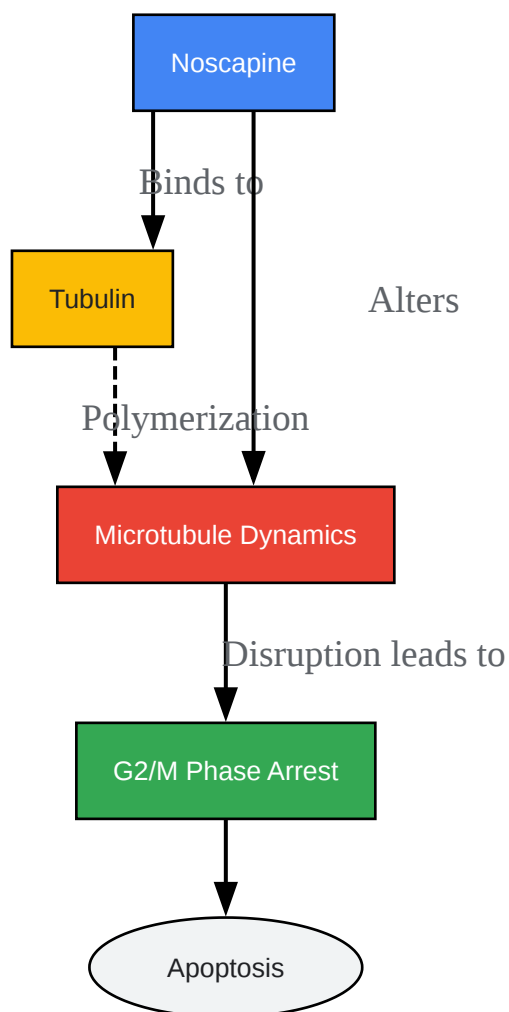 Noscapine
Binds to
Tubulin
Alters
Polymerization
Microtubule Dynamics
Disruption leads to
G2/M Phase Arrest
Apoptosis